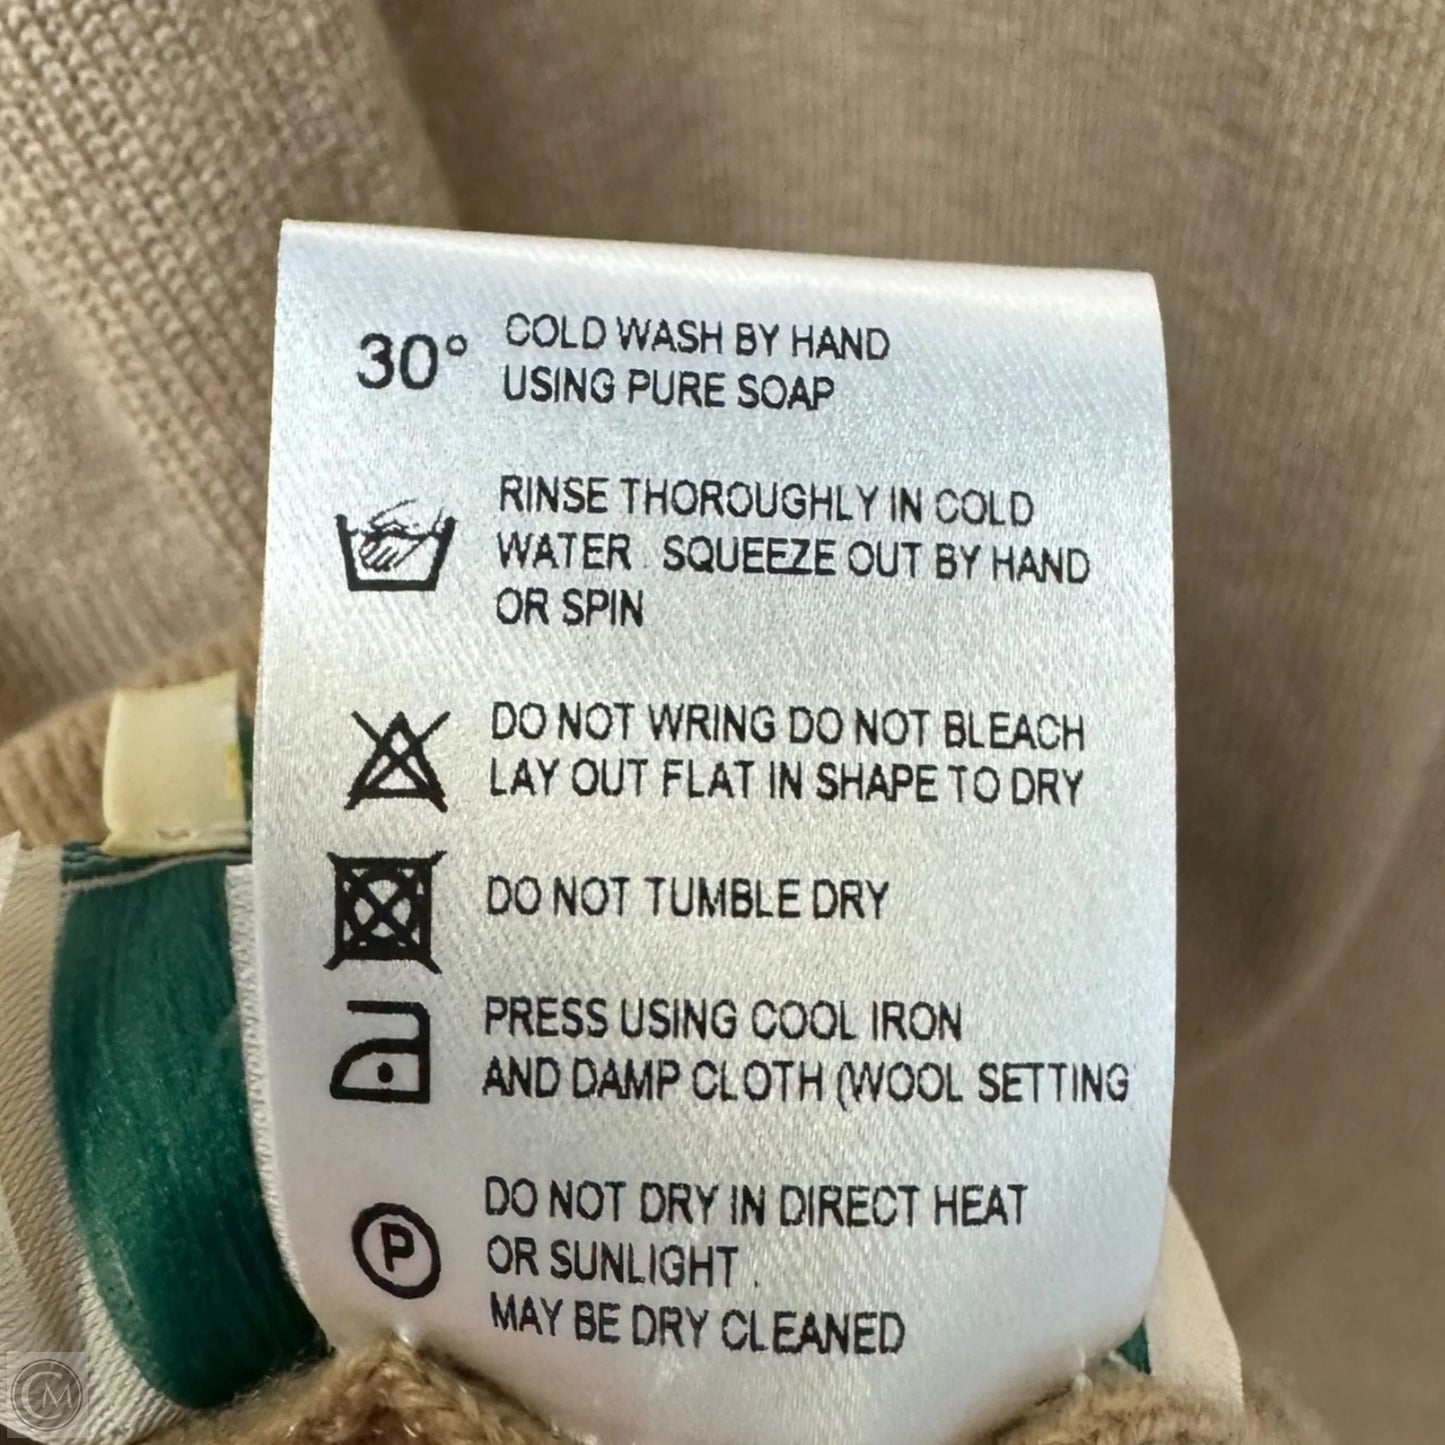 30° COLD WASH BY HAND
USING PURE SOAP
RINSE THOROUGHLY IN COLD
WATER . SQUEEZE OUT BY HAND
OR SPIN
DO NOT WRING DO NOT BLEACH
LAY OUT FLAT IN SHAPE TO DRY
DO NOT TUMBLE DRY
PRESS USING COOL IRON
AND DAMP CLOTH (WOOL SETTING
P
DO NOT DRY IN DIRECT HEAT
OR SUNLIGHT .
MAY BE DRY CLEANED
CM